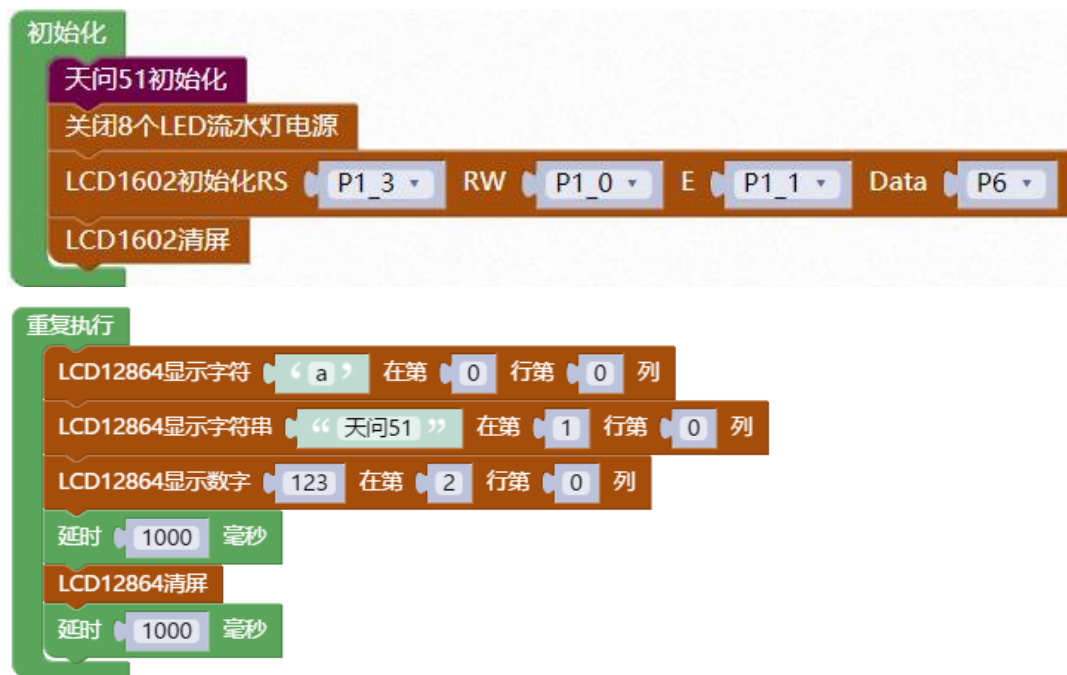 初始化
天问51初始化
关闭8个LED流水灯电源
LCD1602初始化RS P1_3 RW P1_0 E P1_1 Data P6
LCD1602清屏
重复执行
LCD12864显示字符 ‘ a ’ 在第 0 行第 0 列
LCD12864显示字符串 “ 天问51 ” 在第 1 行第 0 列
LCD12864显示数字 123 在第 2 行第 0 列
延时 1000 毫秒
LCD12864清屏
延时 1000 毫秒